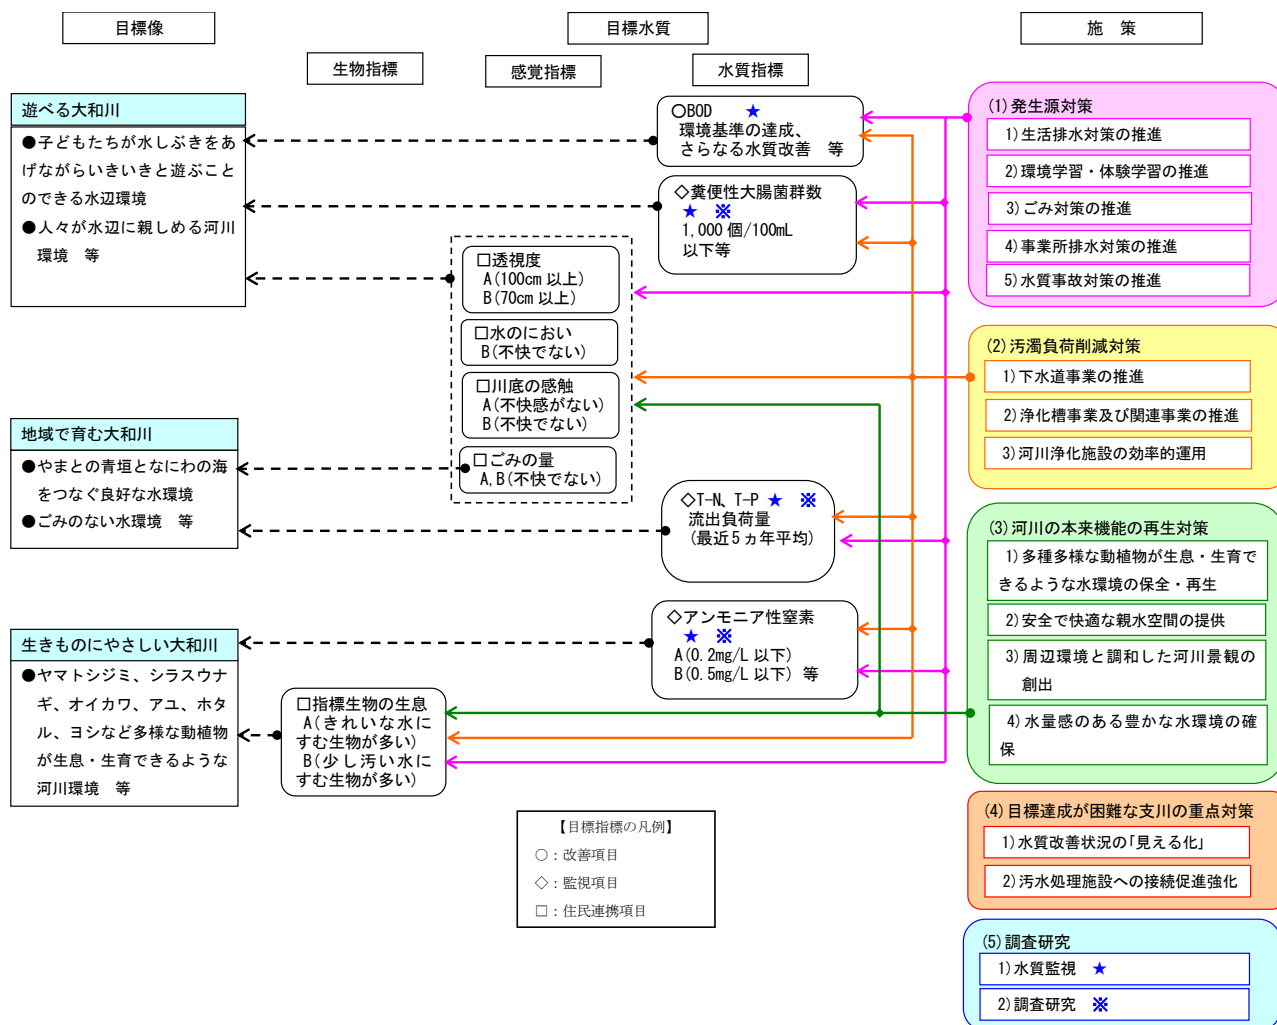 目標像
目標水質
施　策
生物指標
感覚指標
水質指標
遊べる大和川
●子どもたちが水しぶきをあ
げながらいきいきと遊ぶこと
のできる水辺環境
●人々が水辺に親しめる河川
環境　等
地域で育む大和川
●やまとの青垣となにわの海
をつなぐ良好な水環境
●ごみのない水環境　等
生きものにやさしい大和川
●ヤマトシジミ、シラスウナ
ギ、オイカワ、アユ、ホタ
ル、ヨシなど多様な動植物
が生息・生育できるような
河川環境　等
□指標生物の生息
A(きれいな水に
すむ生物が多い)
B(少し汚い水に
すむ生物が多い)
□透視度
A(100cm 以上)
B(70cm 以上)
□水のにおい
B(不快でない)
□川底の感触
A(不快感がない)
B(不快でない)
□ごみの量
A,B(不快でない)
○BOD　★
環境基準の達成、
さらなる水質改善　等
◇糞便性大腸菌群数
★　※
1,000 個/100mL
以下等
◇T-N、T-P ★　※
流出負荷量
(最近5ヵ年平均)
◇アンモニア性窒素
★　※
A(0.2mg/L 以下)
B(0.5mg/L 以下) 等
【目標指標の凡例】
○：改善項目
◇：監視項目
□：住民連携項目
(1)発生源対策
1)生活排水対策の推進
2)環境学習・体験学習の推進
3)ごみ対策の推進
4)事業所排水対策の推進
5)水質事故対策の推進
(2)汚濁負荷削減対策
1)下水道事業の推進
2)浄化槽事業及び関連事業の推進
3)河川浄化施設の効率的運用
(3)河川の本来機能の再生対策
1)多種多様な動植物が生息・生育で
きるような水環境の保全・再生
2)安全で快適な親水空間の提供
3)周辺環境と調和した河川景観の
創出
4)水量感のある豊かな水環境の確
保
(4)目標達成が困難な支川の重点対策
1)水質改善状況の「見える化」
2)汚水処理施設への接続促進強化
(5)調査研究
1)水質監視　★
2)調査研究　※